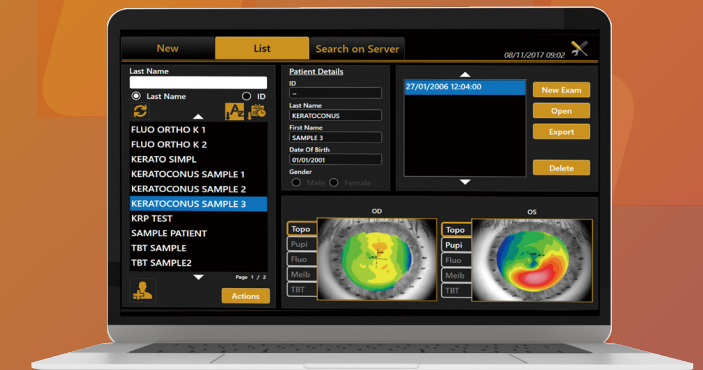 New
List
Search on Server
08/11/2017 09:02
Last Name
Last Name
ID
FLUO ORTHO K 1
FLUO ORTHO K 2
KERATO SIMPL
KERATOCONUS SAMPLE 1
KERATOCONUS SAMPLE 2
KERATOCONUS SAMPLE 3
KRP TEST
SAMPLE PATIENT
TBT SAMPLE
TBT SAMPLE2
Page 1 / 2
Actions
Patient Details
ID
–
Last Name
KERATOCONUS
First Name
SAMPLE 3
Date Of Birth
01/01/2001
Gender
Male
Female
27/01/2006 12:04:00
New Exam
Open
Export
Delete
OD
Topo
Pupi
Fluo
Meib
TBT
OS
Topo
Pupi
Fluo
Meib
TBT